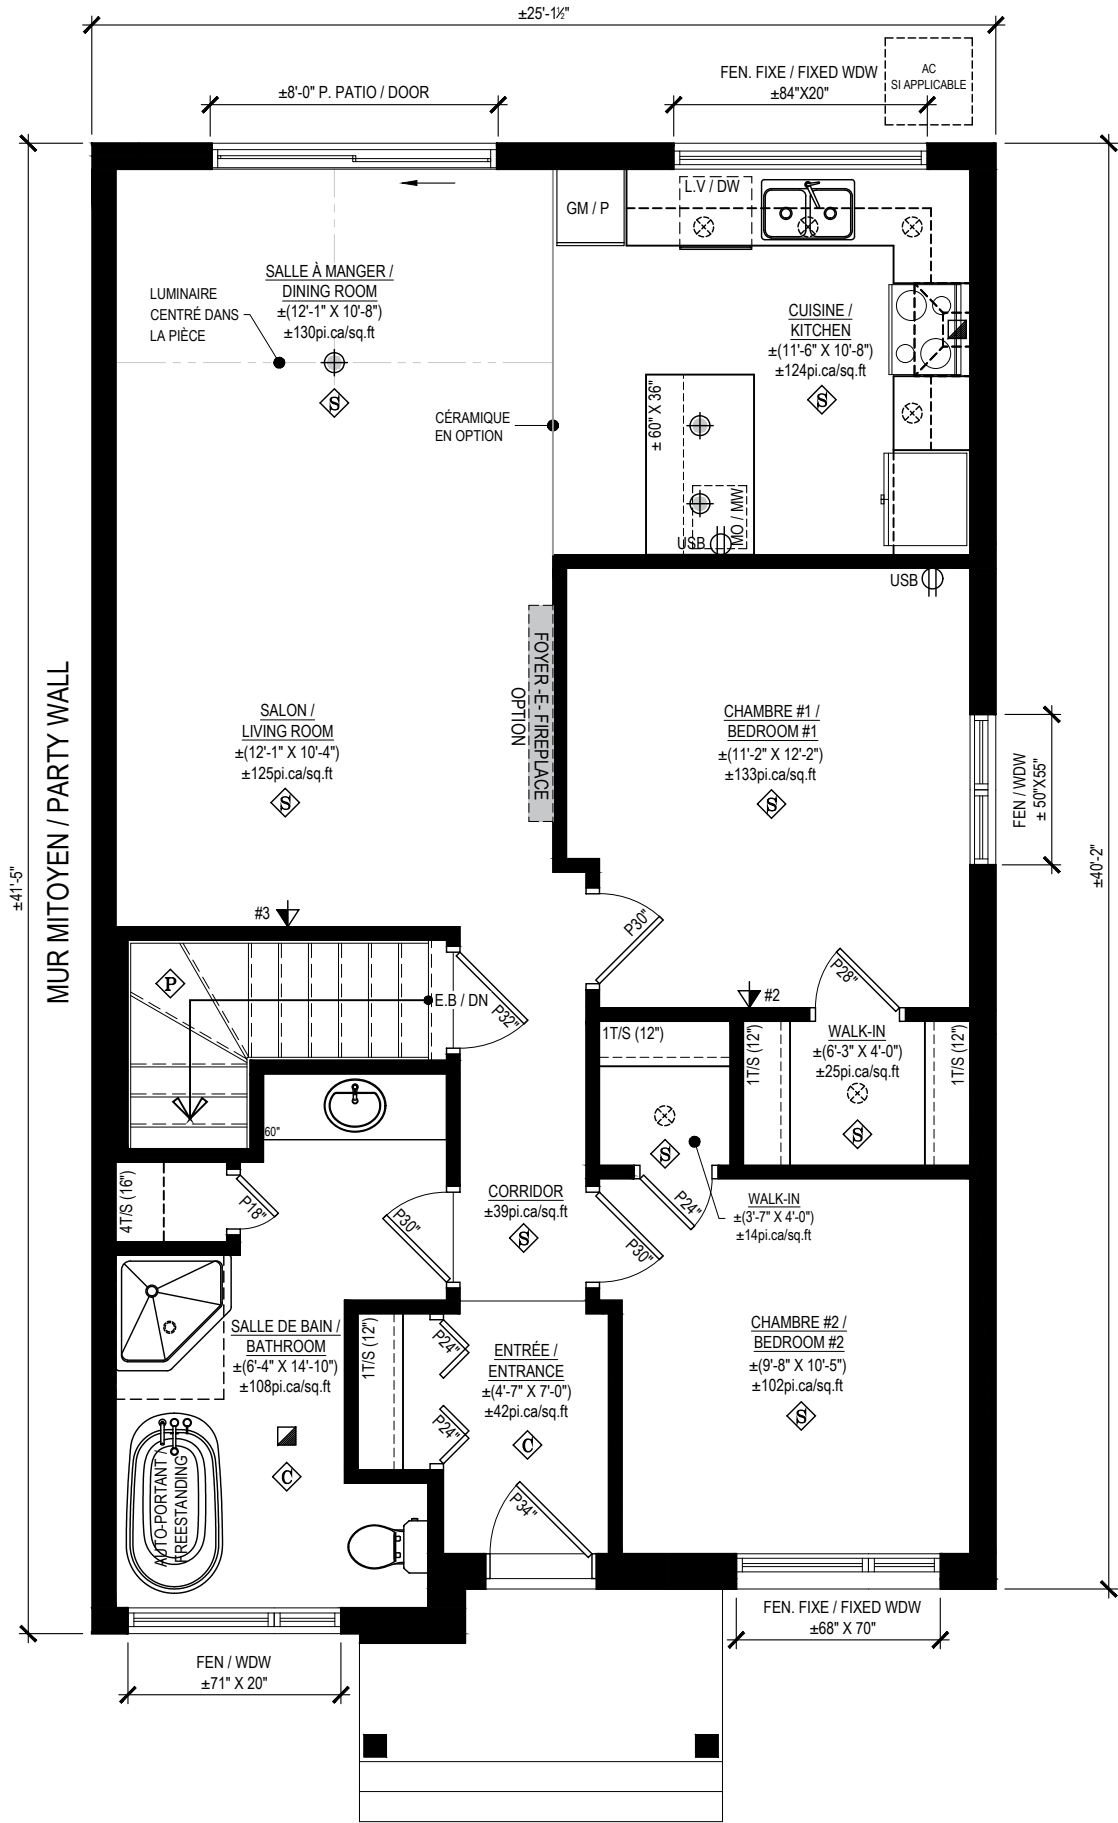 ±25'-1½"
FEN. FIXE / FIXED WDW
±84"X20"
AC
SI APPLICABLE
±8'-0" P. PATIO / DOOR
GM / P
L.V / DW
SALLE À MANGER /
DINING ROOM
±(12'-1" X 10'-8")
±130pi.ca/sq.ft
S
LUMINAIRE
CENTRÉ DANS
LA PIÈCE
CUISINE /
KITCHEN
±(11'-6" X 10'-8")
±124pi.ca/sq.ft
S
CÉRAMIQUE
EN OPTION
± 60" X 36"
MO / MW
USB
USB
FOYER -E- FIREPLACE
OPTION
MUR MITOYEN / PARTY WALL
±41'-5"
±40'-2"
SALON /
LIVING ROOM
±(12'-1" X 10'-4")
±125pi.ca/sq.ft
S
CHAMBRE #1 /
BEDROOM #1
±(11'-2" X 12'-2")
±133pi.ca/sq.ft
S
FEN / WDW
± 50"X55"
#3
P30"
P
E.B / DN
P32"
#2
P28"
1T/S (12")
1T/S (12")
WALK-IN
±(6'-3" X 4'-0")
±25pi.ca/sq.ft
S
1T/S (12")
60"
S
4T/S (16")
P18"
P30"
CORRIDOR
±39pi.ca/sq.ft
S
P30"
P24"
WALK-IN
±(3'-7" X 4'-0")
±14pi.ca/sq.ft
SALLE DE BAIN /
BATHROOM
±(6'-4" X 14'-10")
±108pi.ca/sq.ft
C
1T/S (12")
P24"
P24"
ENTRÉE /
ENTRANCE
±(4'-7" X 7'-0")
±42pi.ca/sq.ft
C
CHAMBRE #2 /
BEDROOM #2
±(9'-8" X 10'-5")
±102pi.ca/sq.ft
S
AUTO-PORTANT /
FREESTANDING
P34"
FEN. FIXE / FIXED WDW
±68" X 70"
FEN / WDW
±71" X 20"